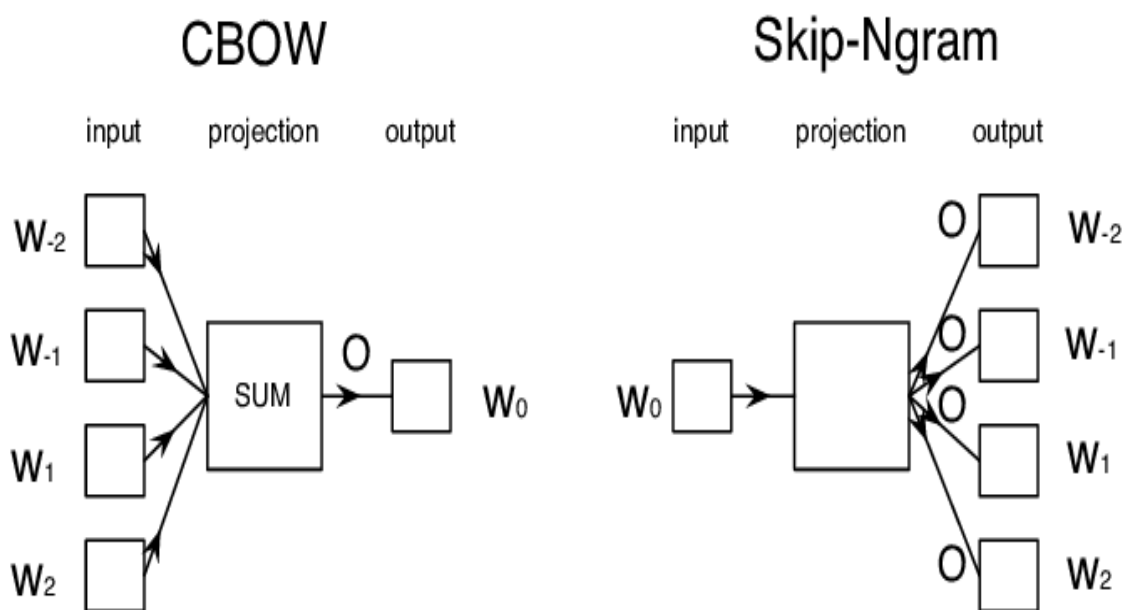 CBOW
input projection output
w-2
w-1
w1
w2
SUM
O
w0
Skip-Ngram
input projection output
w0
O
O
O
O
w-2
w-1
w1
w2